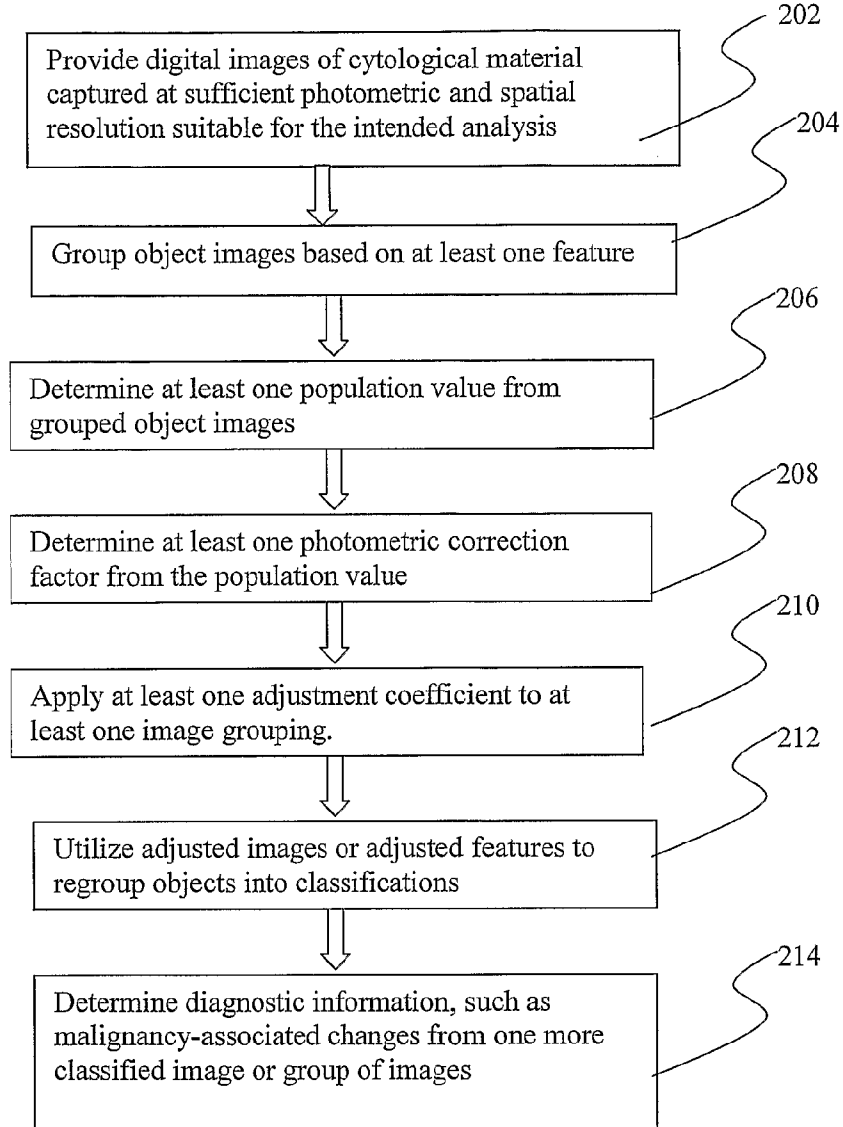 202
Provide digital images of cytological material
captured at sufficient photometric and spatial
resolution suitable for the intended analysis
204
Group object images based on at least one feature
206
Determine at least one population value from
grouped object images
208
Determine at least one photometric correction
factor from the population value
210
Apply at least one adjustment coefficient to at
least one image grouping.
212
Utilize adjusted images or adjusted features to
regroup objects into classifications
214
Determine diagnostic information, such as
malignancy-associated changes from one more
classified image or group of images